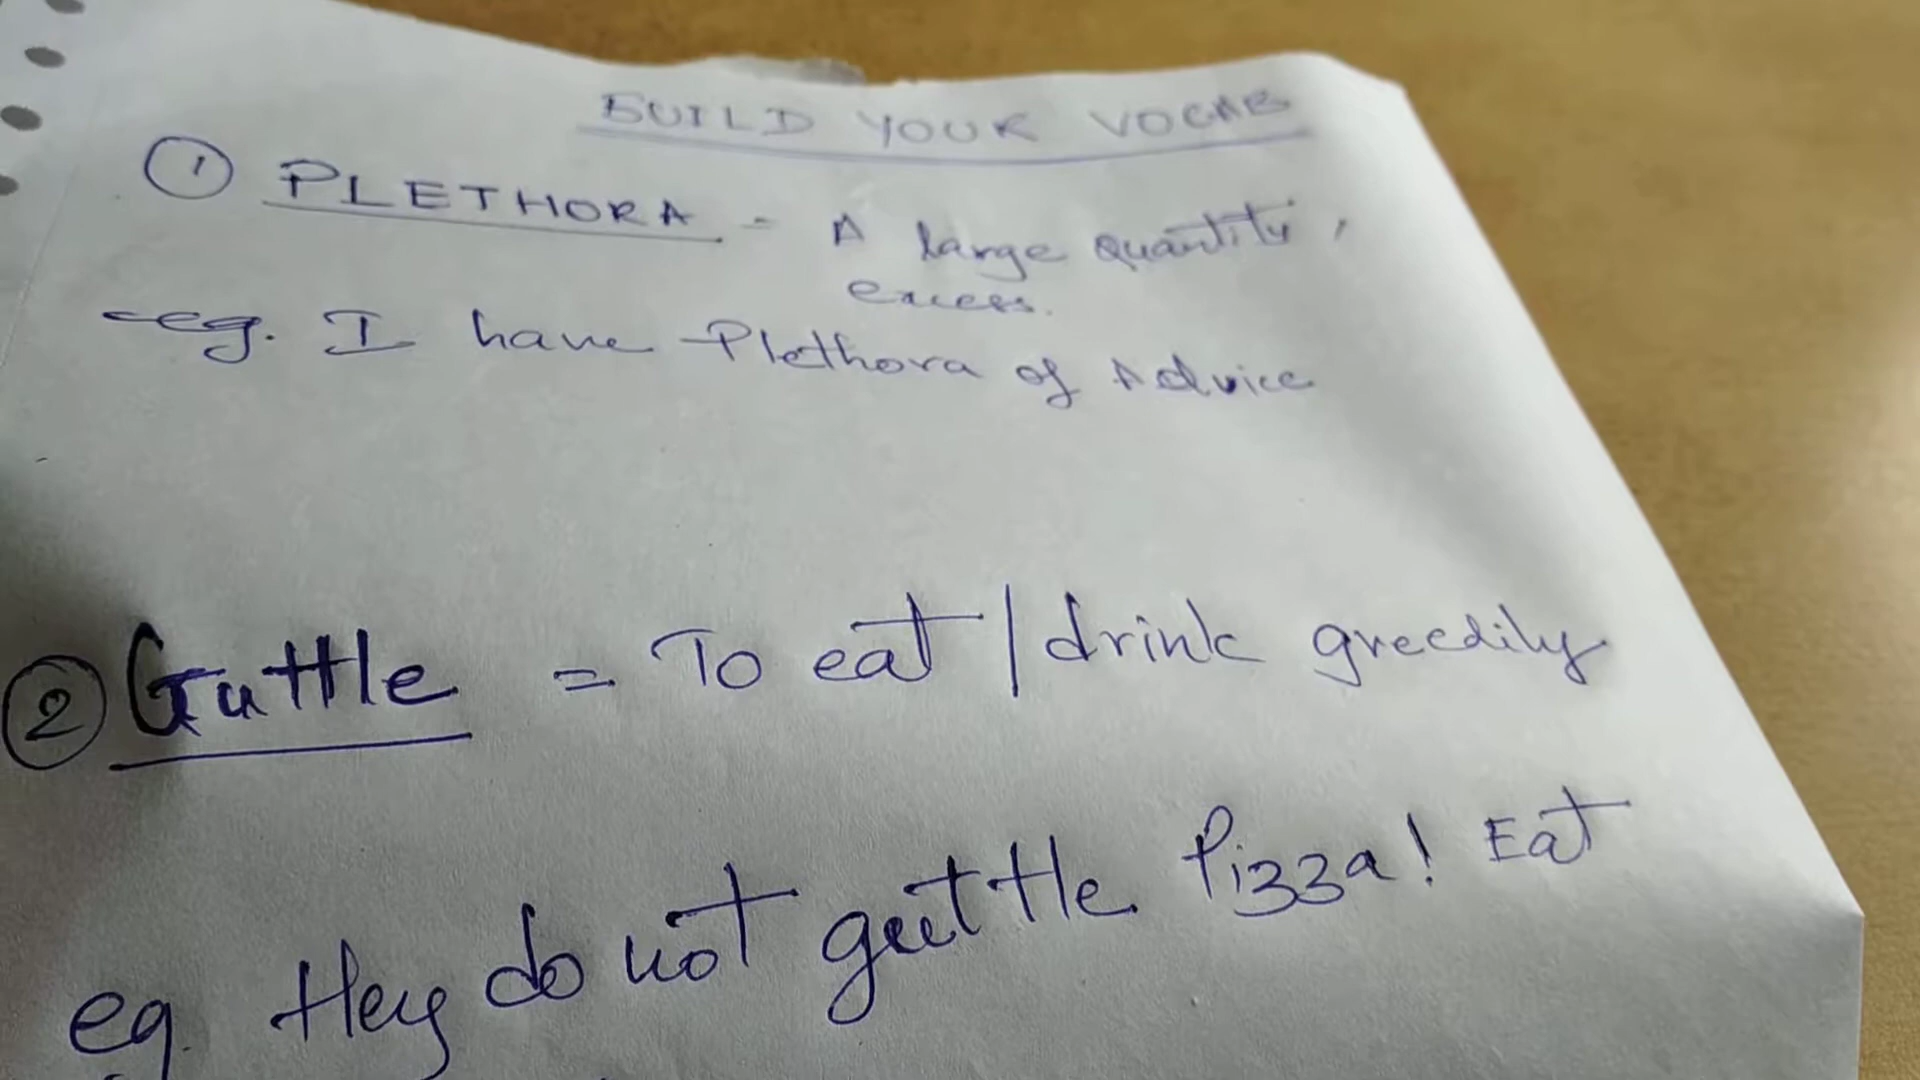 BUILD YOUR VOCAB
① PLETHORA - A large quantity,
excess.
eg. I have Plethora of Advice
② Guttle = To eat / drink greedily
eg. Hey do not guttle Pizza! Eat